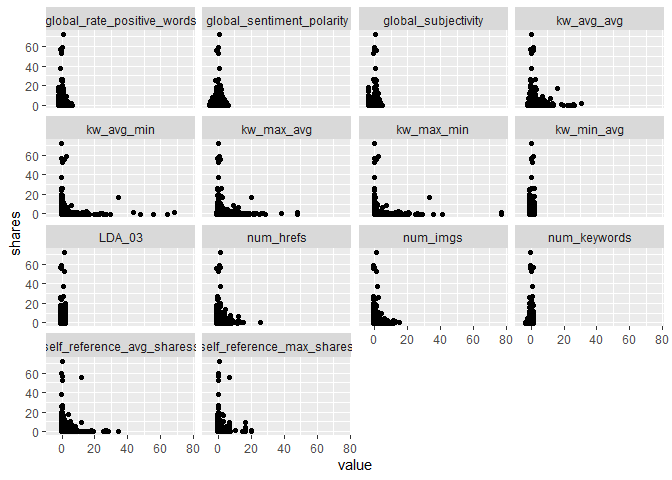 global_rate_positive_words global_sentiment_polarity global_subjectivity kw_avg_avg
60
40
20
0
kw_avg_min kw_max_avg kw_max_min kw_min_avg
60
40
20
0
LDA_03 num_hrefs num_imgs num_keywords
60
40
20
0
0 20 40 60 80 0 20 40 60 80
self_reference_avg_sharess self_reference_max_shares
60
40
20
0
0 20 40 60 80 0 20 40 60 80
shares
value